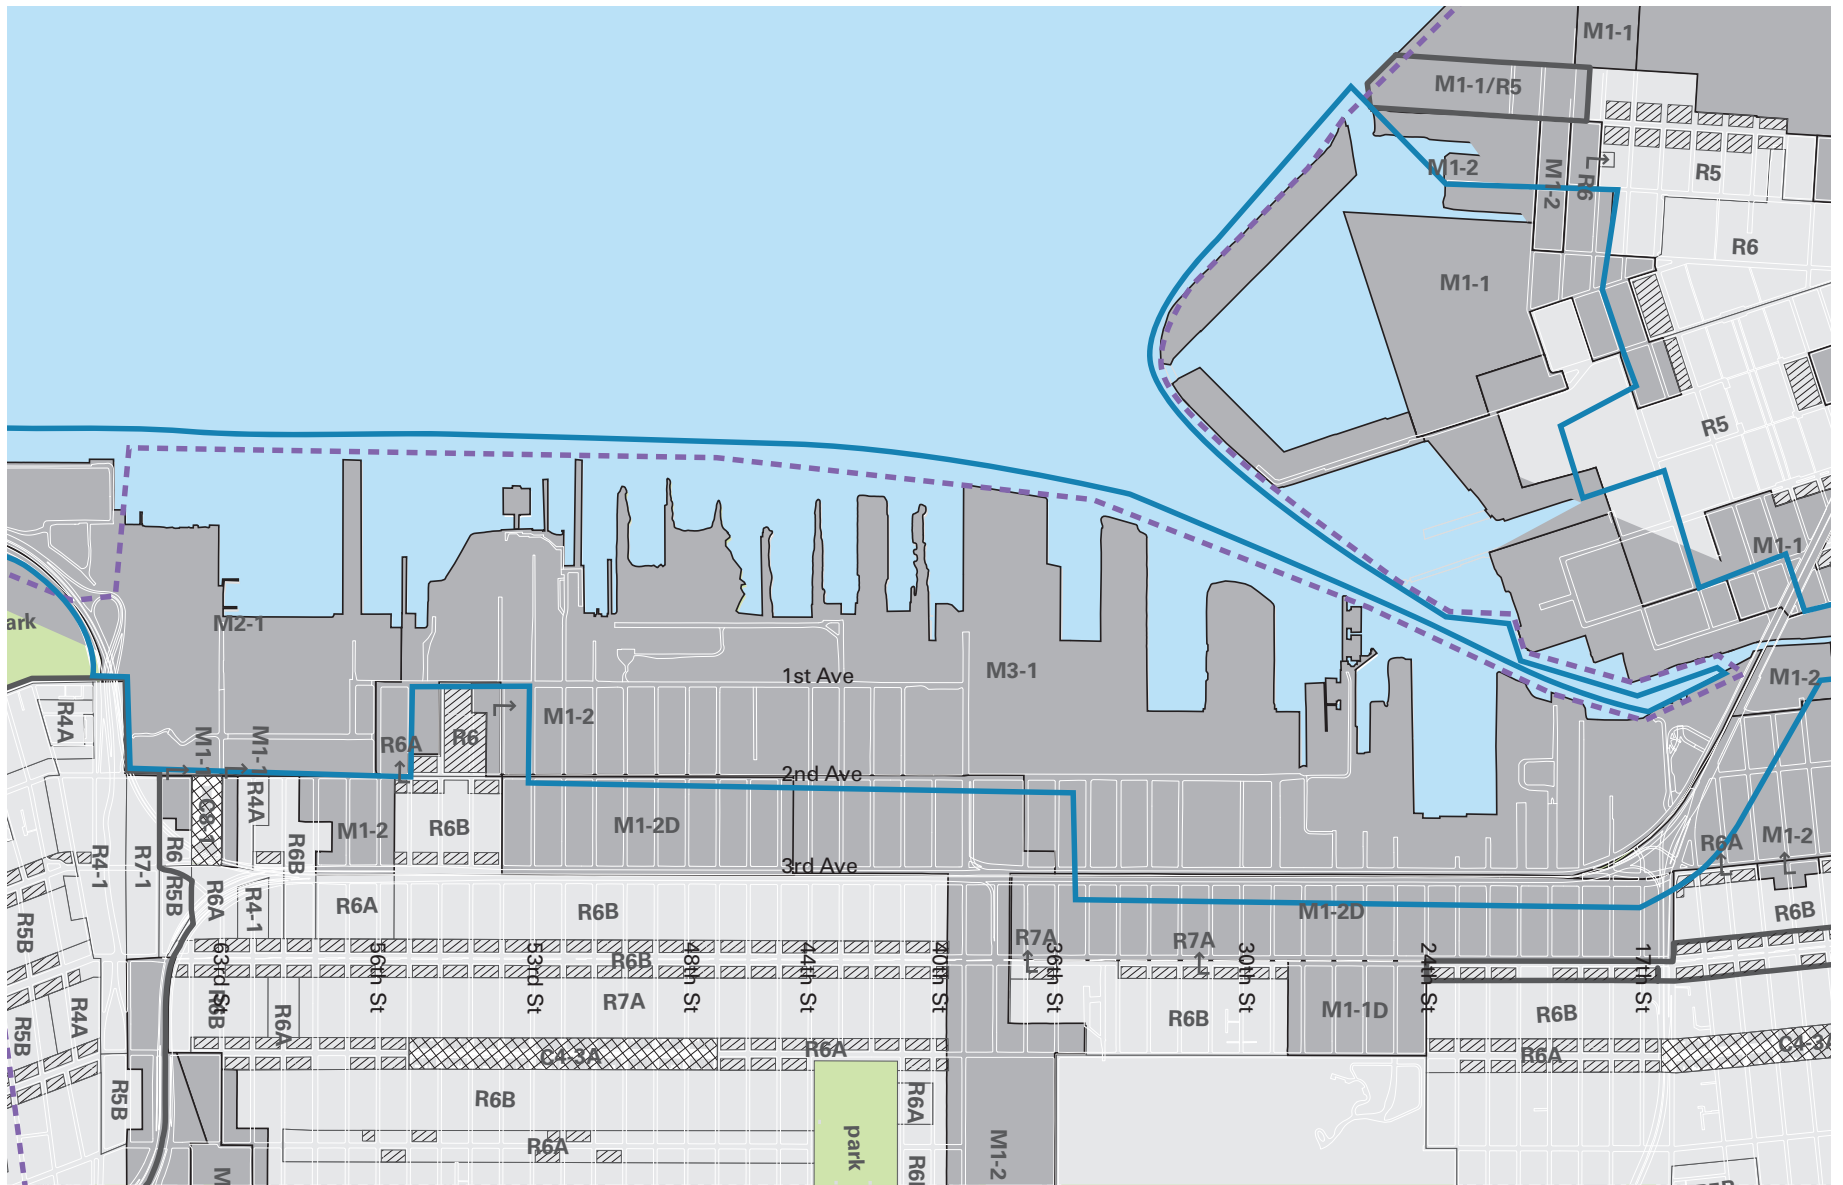 M1-1
M1-1/R5
M1-2
M1-2
R6
R5
R6
M1-1
R5
M1-1
ark
M2-1
1st Ave
M3-1
M1-2
R4A
M1-2
R6A
R6
2nd Ave
R4A
C8-1
M1-2
R6B
M1-2D
3rd Ave
R6A
M1-2
R4-1
R7-1
R6
R5B
R6A
R4-1
R6B
R6A
R6B
M1-2D
R6B
R5B
R7A
R7A
63rd St
56th St
53rd St
48th St
44th St
40th St
36th St
30th St
24th St
17th St
R6B
R7A
R4A
R5B
R6B
R6A
R6B
M1-1D
R6B
C4-3A
R6A
R6A
R5B
R6B
R6A
R6A
park
M1-2